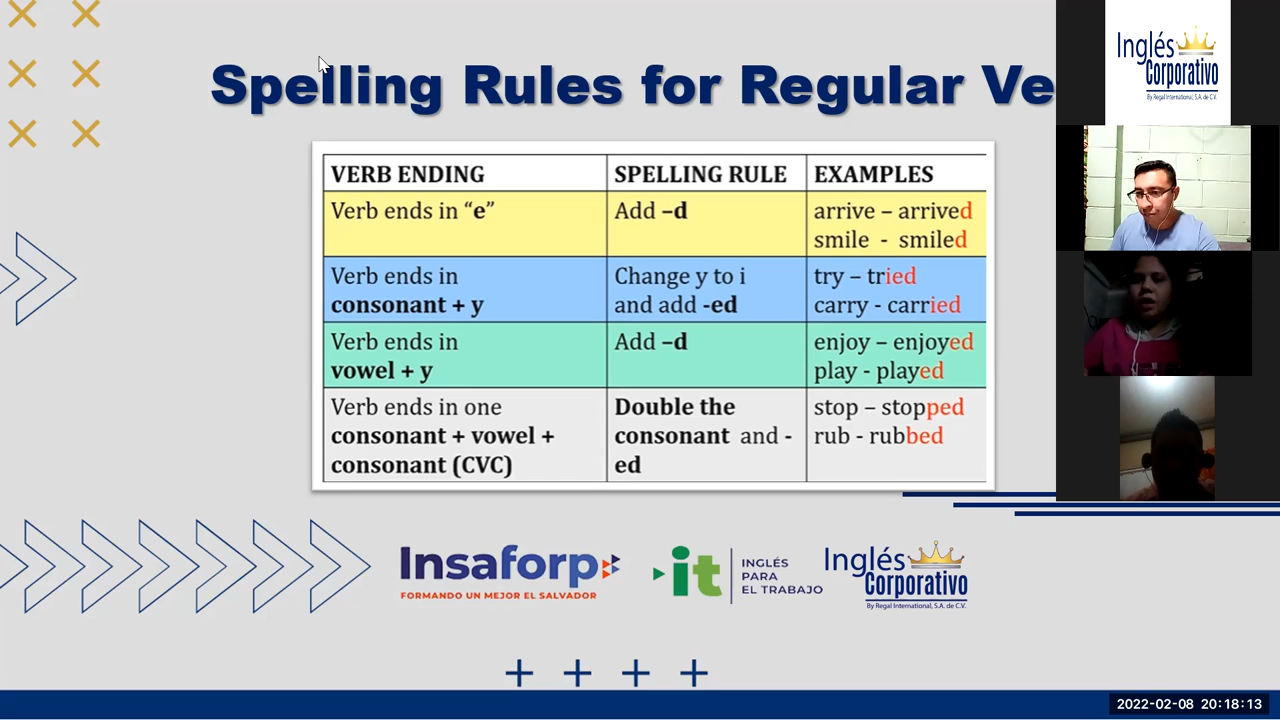 Spelling Rules for Regular Ve
VERB ENDING SPELLING RULE EXAMPLES
Verb ends in “e” Add –d arrive – arrived
smile - smiled
Verb ends in Change y to i try – tried
consonant + y and add -ed carry - carried
Verb ends in Add –d enjoy – enjoyed
vowel + y play - played
Verb ends in one Double the stop – stopped
consonant + vowel + consonant and - rub - rubbed
consonant (CVC) ed
Insaforp
FORMANDO UN MEJOR EL SALVADOR
it
INGLÉS
PARA
EL TRABAJO
Inglés
Corporativo
By Regal International, S.A. de C.V.
Inglés
Corporativo
By Regal International, S.A. de C.V.
2022-02-08 20:18:13